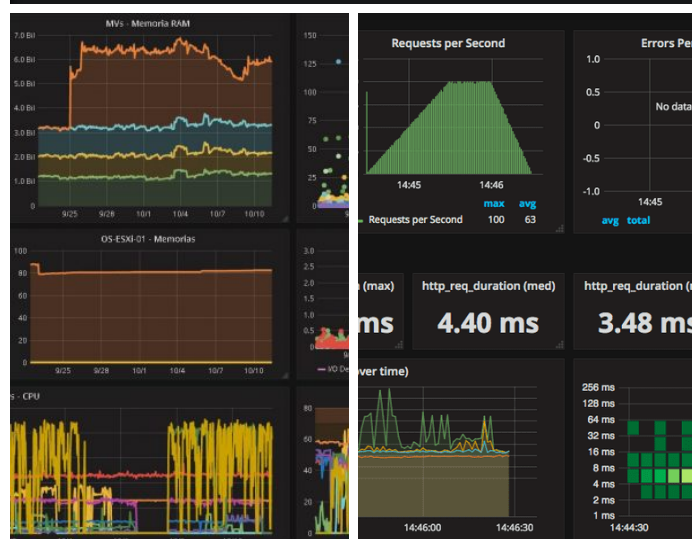 MVs - Memoria RAM
7.0 Bil
6.0 Bil
5.0 Bil
4.0 Bil
3.0 Bil
2.0 Bil
1.0 Bil
0
9/25 9/28 10/1 10/4 10/7 10/10
150
125
100
75
50
25
Requests per Second
14:45 14:46
max avg
Requests per Second 100 63
Errors Pe
1.0
0.5
0
-0.5
-1.0
No data
14:45
avg total
OS-ESXi-01 - Memorias
100
80
60
40
20
0
9/25 9/28 10/1 10/4 10/7 10/10
3.0
2.5
2.0
1.5
1.0
0.5
0
I/O De
(max)
ms
http_req_duration (med)
4.40 ms
http_req_duration (
3.48 ms
s - CPU
80
60
40
20
0
over time)
14:46:00 14:46:30
256 ms
128 ms
64 ms
32 ms
16 ms
8 ms
4 ms
2 ms
1 ms
14:44:30